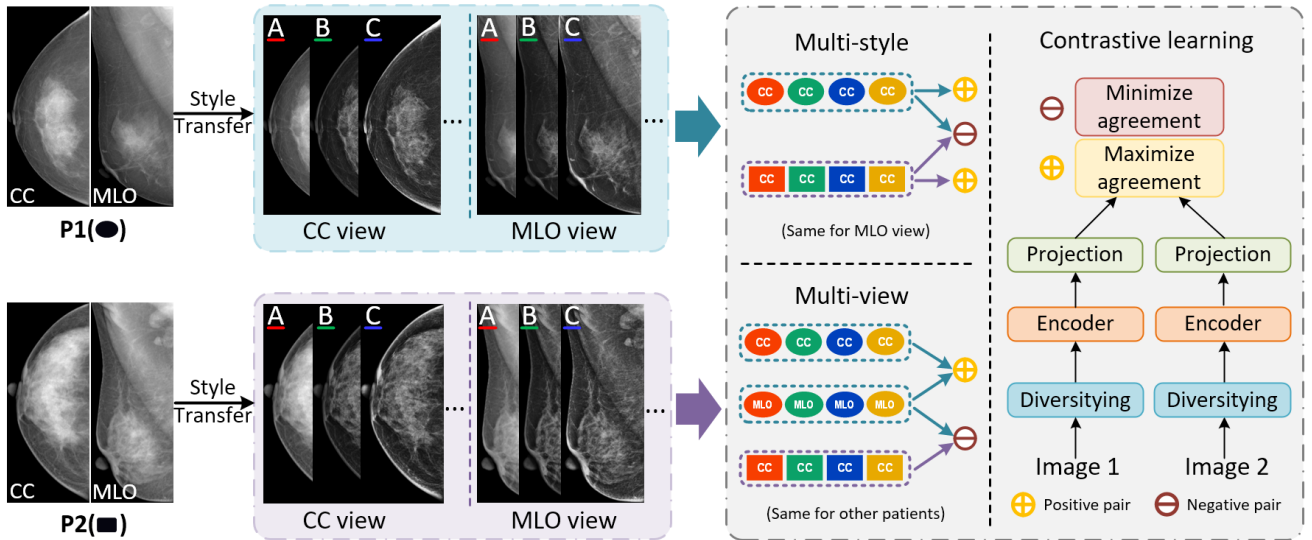 CC
MLO
P1( )
Style
Transfer
A
B
C
...
CC view
A
B
C
...
MLO view
CC
MLO
P2( )
Style
Transfer
A
B
C
...
CC view
A
B
C
...
MLO view
Multi-style
CC CC CC CC
CC CC CC CC
(Same for MLO view)
Multi-view
CC CC CC CC
MLO MLO MLO MLO
CC CC CC CC
(Same for other patients)
Contrastive learning
Minimize
agreement
Maximize
agreement
Projection
Projection
Encoder
Encoder
Diversitying
Diversitying
Image 1
Image 2
Positive pair
Negative pair